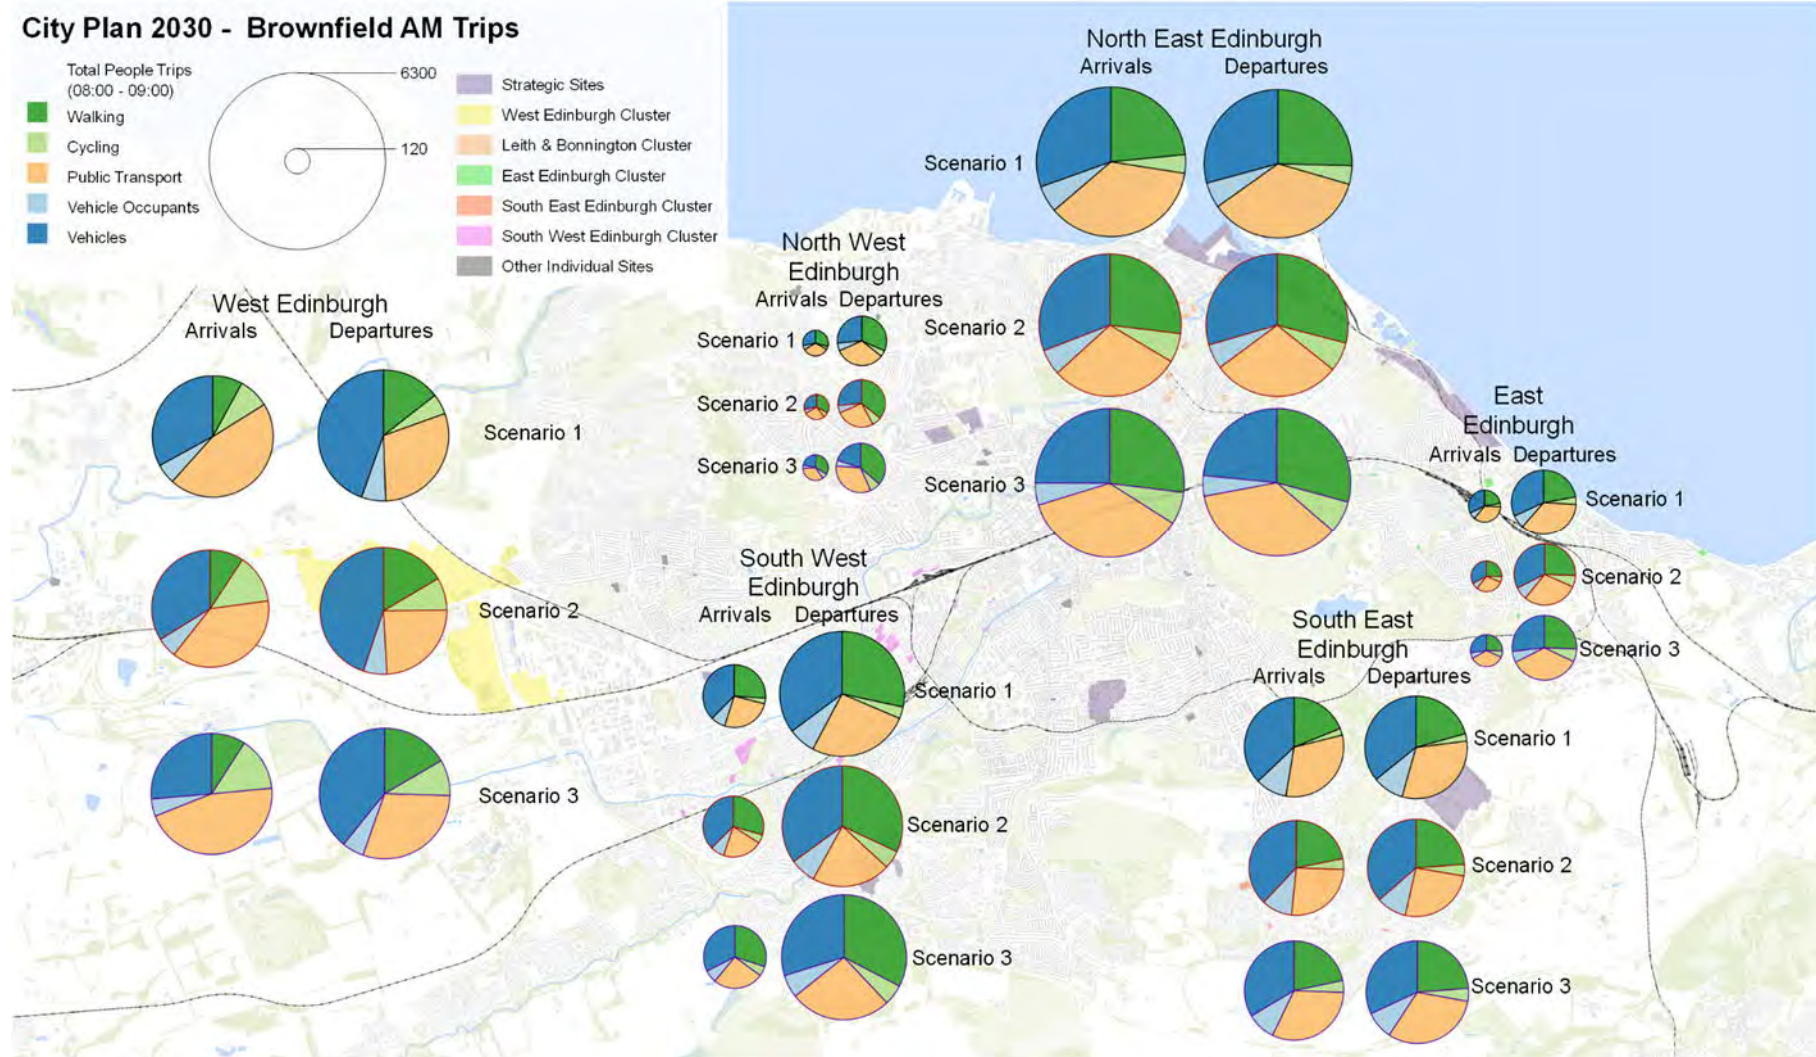 City Plan 2030 - Brownfield AM Trips
Total People Trips
(08:00 - 09:00)
Walking
Cycling
Public Transport
Vehicle Occupants
Vehicles
6300
120
Strategic Sites
West Edinburgh Cluster
Leith & Bonnington Cluster
East Edinburgh Cluster
South East Edinburgh Cluster
South West Edinburgh Cluster
Other Individual Sites
North East Edinburgh
Arrivals Departures
Scenario 1
Scenario 2
Scenario 3
North West
Edinburgh
Arrivals Departures
Scenario 1
Scenario 2
Scenario 3
West Edinburgh
Arrivals Departures
Scenario 1
Scenario 2
Scenario 3
East
Edinburgh
Arrivals Departures
Scenario 1
Scenario 2
Scenario 3
South West
Edinburgh
Arrivals Departures
Scenario 1
Scenario 2
Scenario 3
South East
Edinburgh
Arrivals Departures
Scenario 1
Scenario 2
Scenario 3